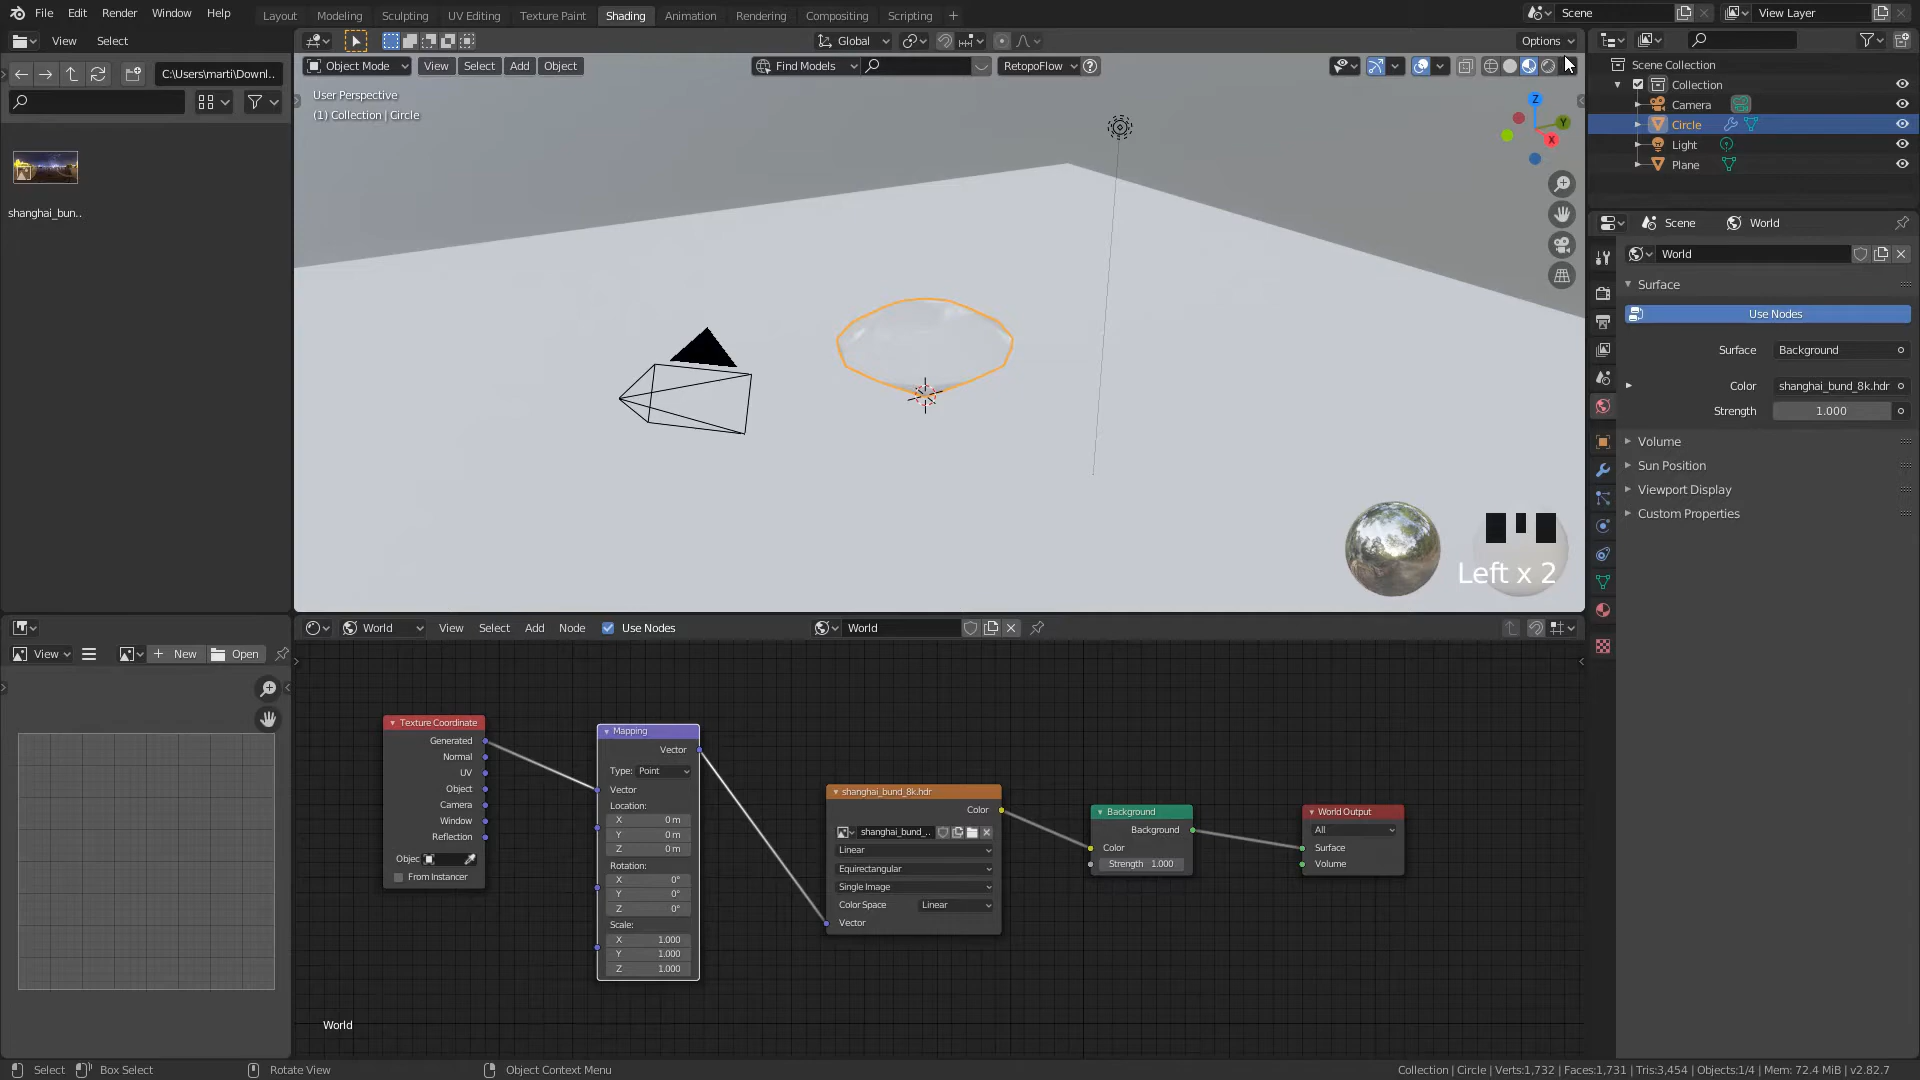 File Edit Render Window Help Layout Modeling Sculpting UV Editing Texture Paint Shading Animation Rendering Compositing Scripting + Scene View Layer
View Select Global Options
C:\Users\marti\Downl.. Object Mode View Select Add Object Find Models RetopoFlow
User Perspective
(1) Collection | Circle
shanghai_bun..
Z
Y
X
Left x 2
Scene Collection
Collection
Camera
Circle
Light
Plane
Scene World
World
Surface
Use Nodes
Surface Background
Color shanghai_bund_8k.hdr
Strength 1.000
Volume
Sun Position
Viewport Display
Custom Properties
World View Select Add Node Use Nodes World
View New Open
Texture Coordinate
Generated
Normal
UV
Object
Camera
Window
Reflection
Objec
From Instancer
Mapping
Vector
Type: Point
Vector
Location:
X 0 m
Y 0 m
Z 0 m
Rotation:
X 0°
Y 0°
Z 0°
Scale:
X 1.000
Y 1.000
Z 1.000
shanghai_bund_8k.hdr
Color
shanghai_bund_..
Linear
Equirectangular
Single Image
Color Space Linear
Vector
Background
Background
Color
Strength 1.000
World Output
All
Surface
Volume
World
Select Box Select Rotate View Object Context Menu Collection | Circle | Verts:1,732 | Faces:1,731 | Tris:3,454 | Objects:1/4 | Mem: 72.4 MiB | v2.82.7